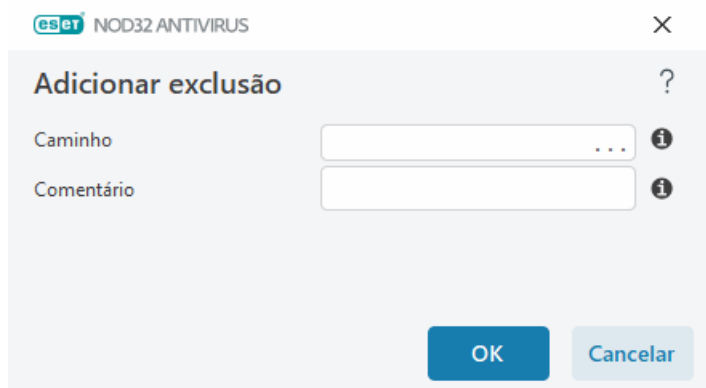 eseT NOD32 ANTIVIRUS
Adicionar exclusão
?
Caminho
...
Comentário
OK
Cancelar